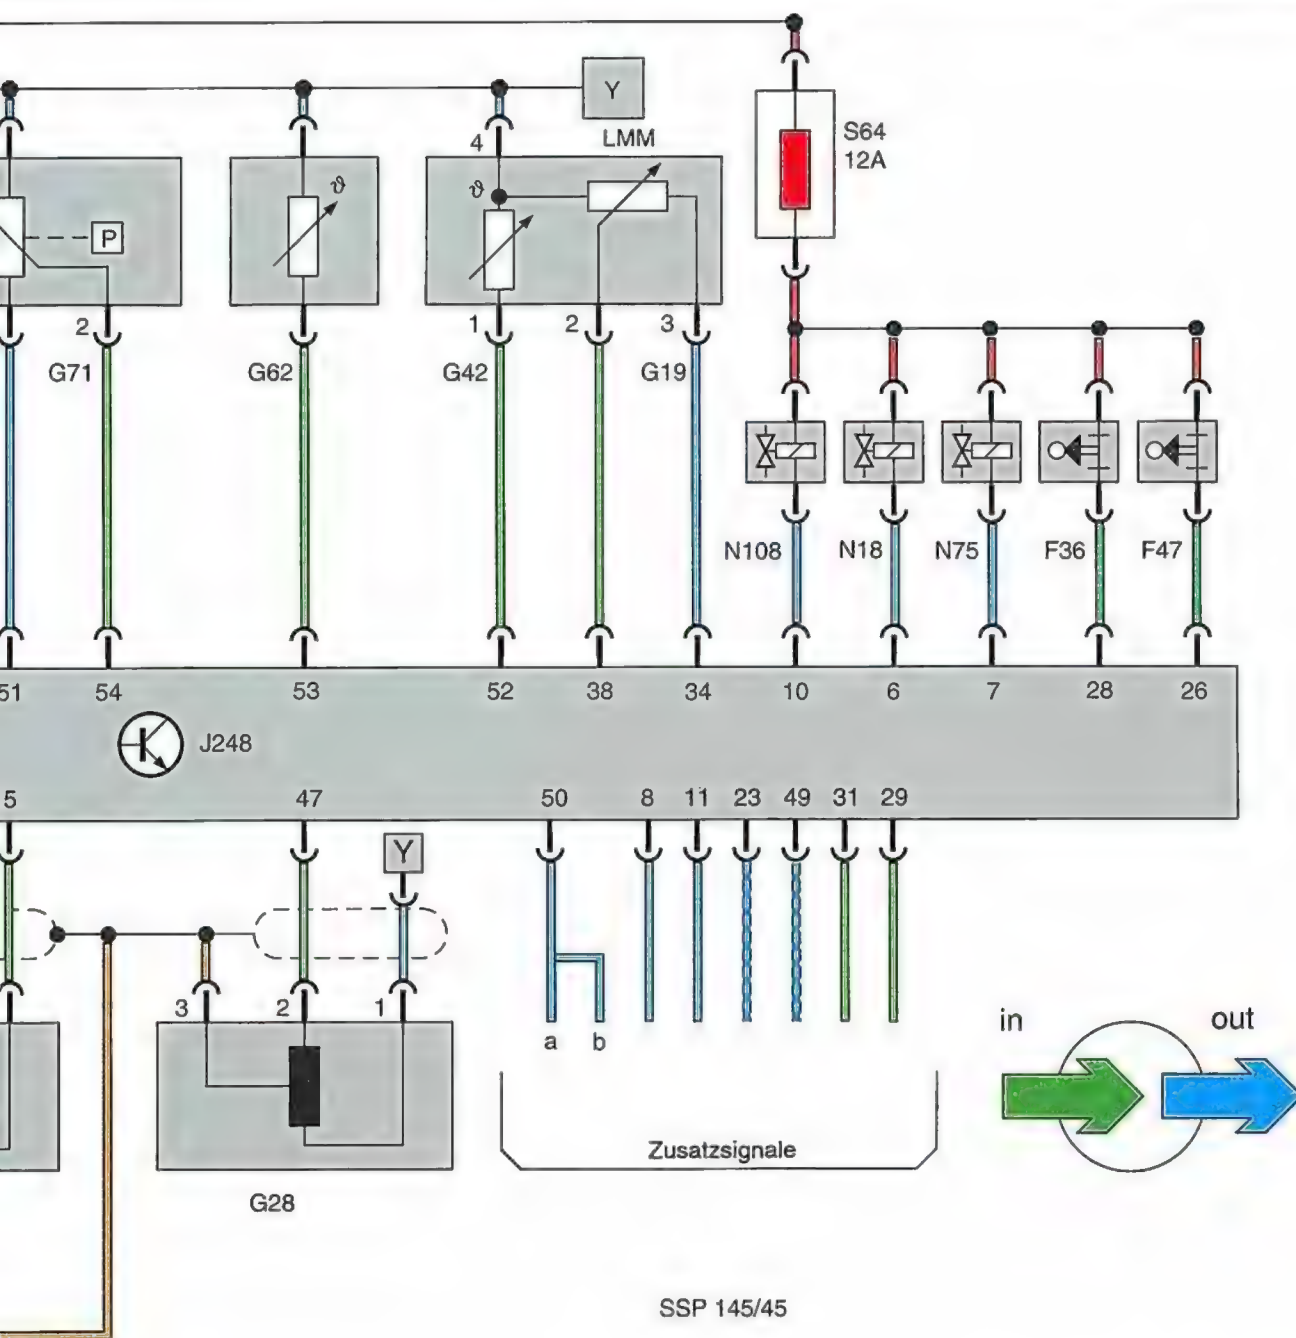 Y
LMM
S64
12A
4
ϑ
ϑ
P
2
1
2
3
G71
G62
G42
G19
N108
N18
N75
F36
F47
51
54
53
52
38
34
10
6
7
28
26
J248
5
47
50
8
11
23
49
31
29
Y
3
2
1
a
b
in
out
Zusatzsignale
G28
SSP 145/45